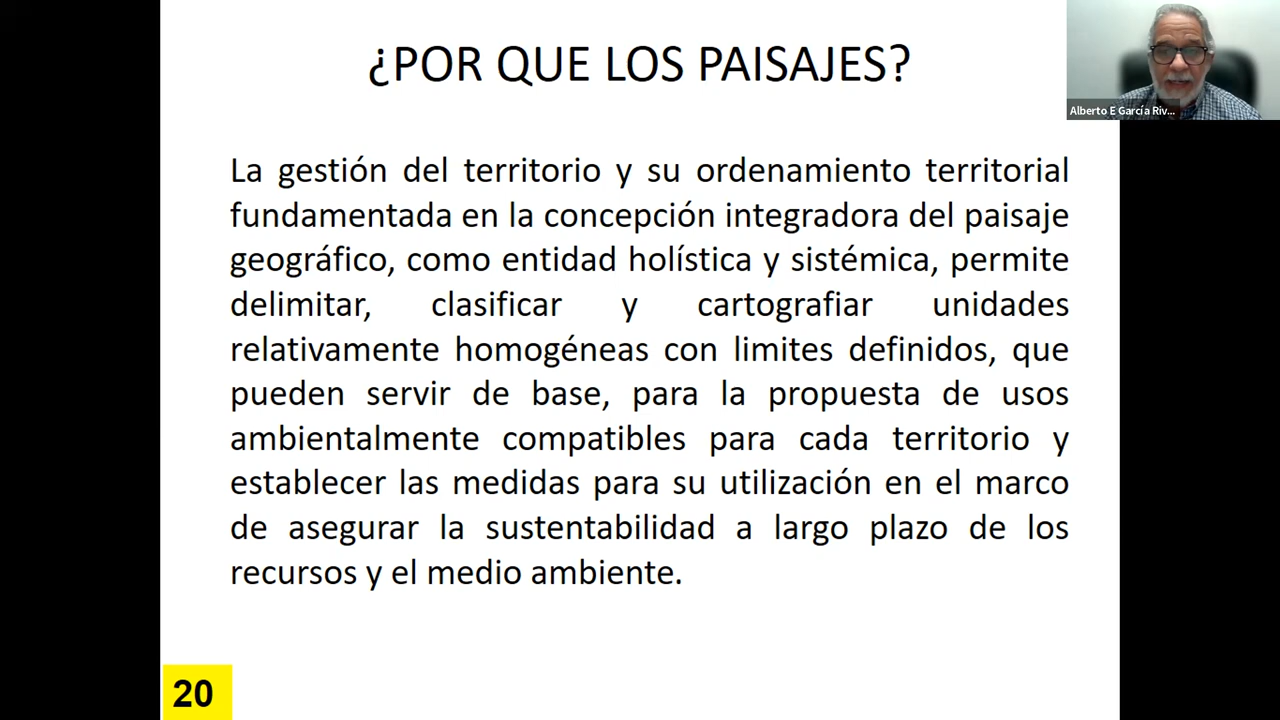 ¿POR QUE LOS PAISAJES?
Alberto E García Riv...
La gestión del territorio y su ordenamiento territorial
fundamentada en la concepción integradora del paisaje
geográfico, como entidad holística y sistémica, permite
delimitar, clasificar y cartografiar unidades
relativamente homogéneas con limites definidos, que
pueden servir de base, para la propuesta de usos
ambientalmente compatibles para cada territorio y
establecer las medidas para su utilización en el marco
de asegurar la sustentabilidad a largo plazo de los
recursos y el medio ambiente.
20